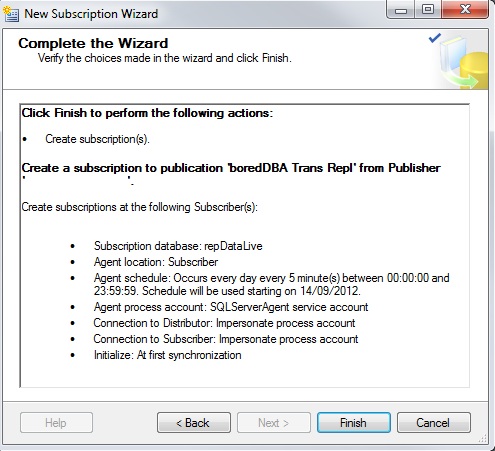 New Subscription Wizard
Complete the Wizard
Verify the choices made in the wizard and click Finish.
Click Finish to perform the following actions:
• Create subscription(s).
Create a subscription to publication 'boredDBA Trans Repl' from Publisher
' '.
Create subscriptions at the following Subscriber(s):
• Subscription database: repDataLive
• Agent location: Subscriber
• Agent schedule: Occurs every day every 5 minute(s) between 00:00:00 and
23:59:59. Schedule will be used starting on 14/09/2012.
• Agent process account: SQLServerAgent service account
• Connection to Distributor: Impersonate process account
• Connection to Subscriber: Impersonate process account
• Initialize: At first synchronization
Help < Back Next > Finish Cancel